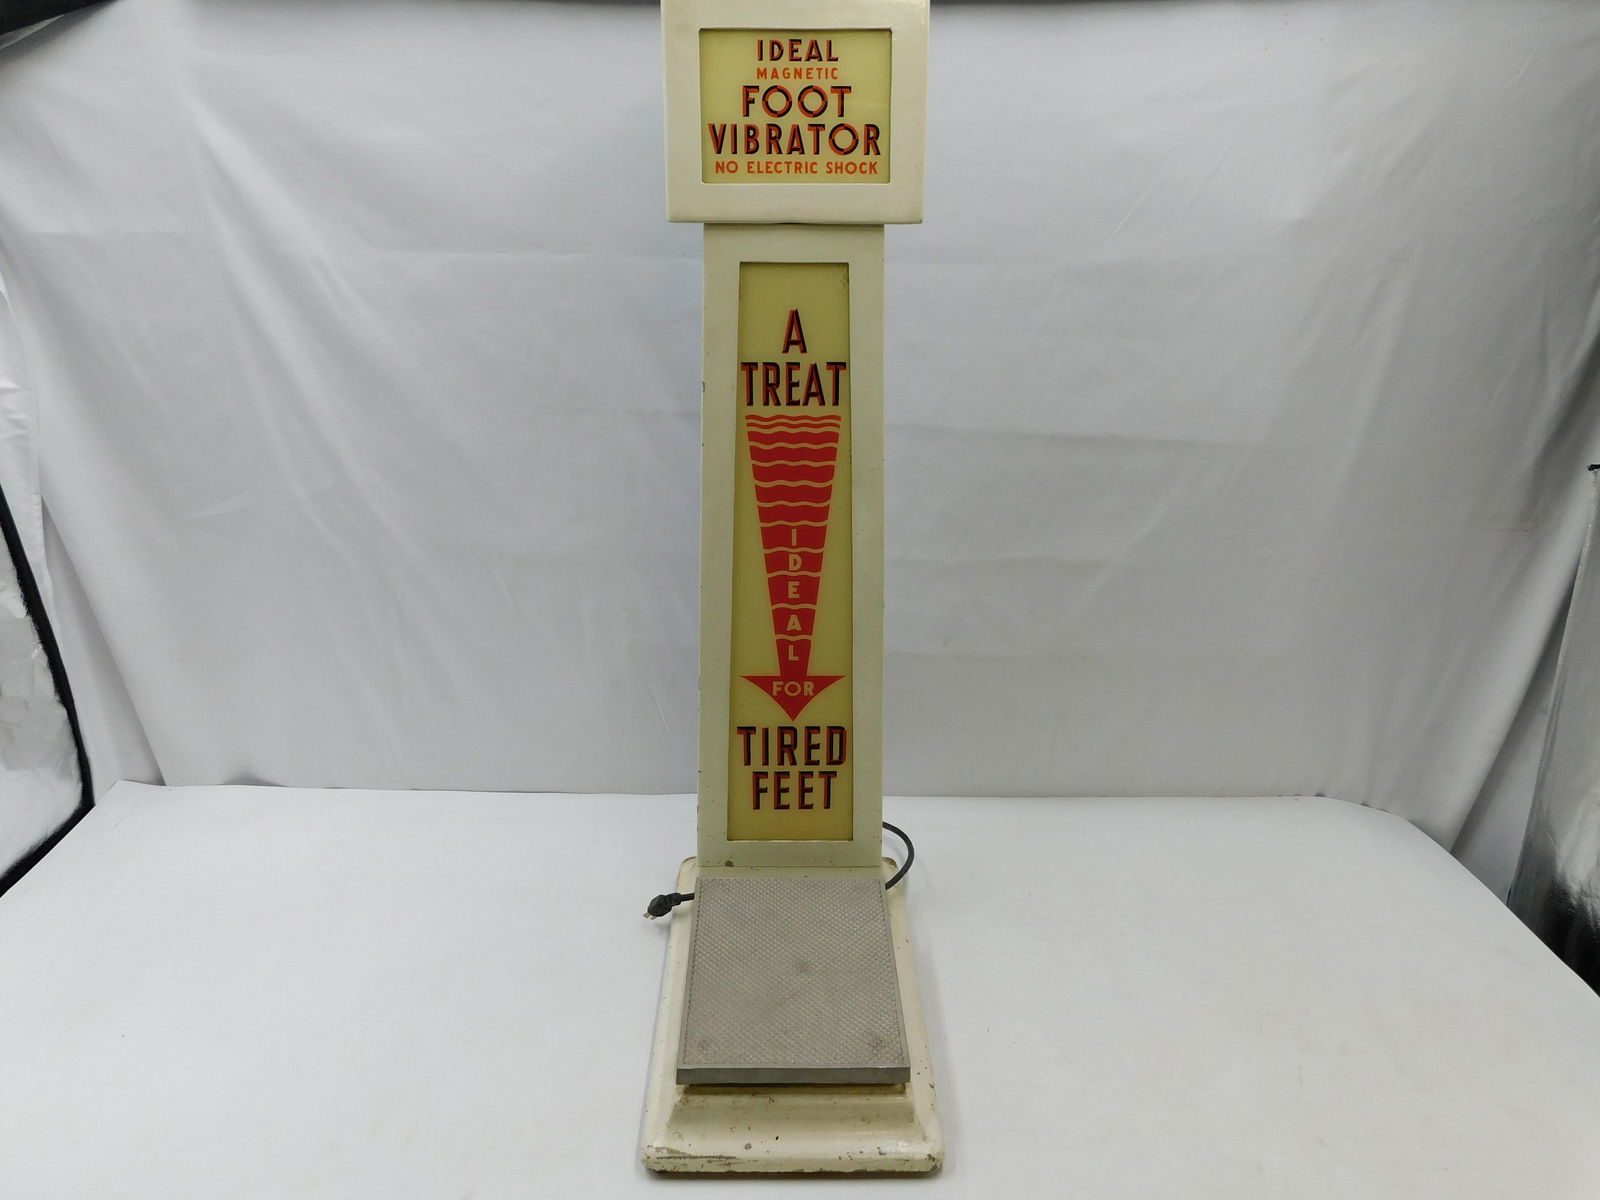 IDEAL
MAGNETIC
FOOT
VIBRATOR
NO ELECTRIC SHOCK
A
TREAT
IDEAL
FOR
TIRED
FEET